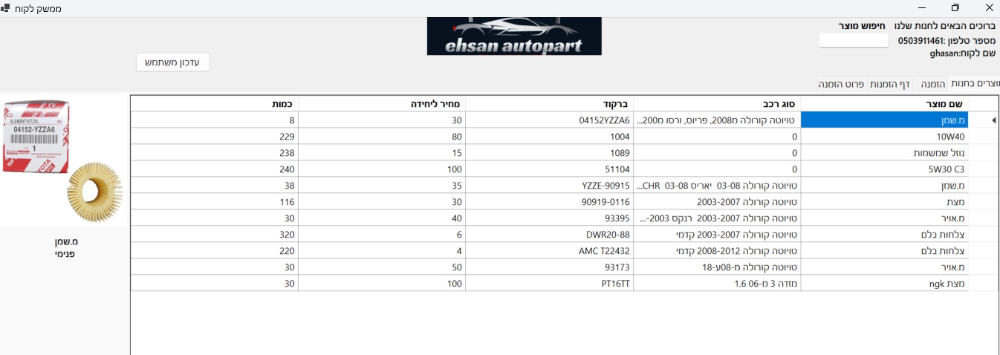 ממשק לקוח
ehsan autopart
ברוכים הבאים לחנות שלנו חיפוש מוצר
מספר טלפון :0503911461
שם לקוח:ghasan
עדכון משתמש
מוצרים בחנות הזמנה דף הזמנות פרוט הזמנה
שם מוצר סוג רכב ברקוד מחיר ליחידה כמות
מ.שמן טויוטה קורולה מ2008, פריוס, ורסו מ200... 04152YZZA6 30 8
10W40 0 1004 80 229
נוזל שמשמות 0 1089 15 238
5W30 C3 0 51104 100 240
מ.שמן טויוטה קורולה 03-08 יאריס 03-08 CHR... YZZE-90915 35 38
מצת טויוטה קורולה 2003-2007 90919-0116 30 116
מ.אויר טויוטה קורולה 2003-2007 רנקס 2003-... 93395 40 30
צלחות בלם טויוטה קורולה 2003-2007 קדמי DWR20-88 6 320
צלחות בלם טויוטה קורולה 2008-2012 קדמי AMC T22432 4 220
מ.אויר טויוטה קורולה מ-08ע-18 93173 50 30
מצת ngk מזדה 3 מ-06 1.6 PT16TT 100 30
ELEMENT KIT,OIL
04152-YZZA6
1
מ.שמן
פנימי